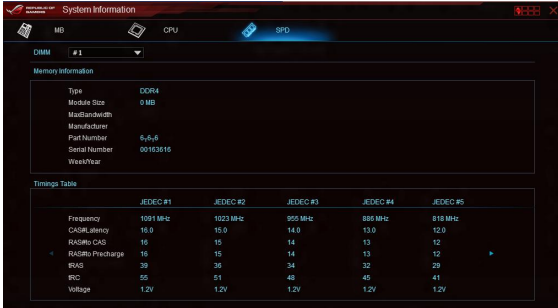 REPUBLIC OF GAMERS System Information
MB CPU SPD
DIMM #1
Memory Information
Type DDR4
Module Size 0 MB
MaxBandwidth
Manufacturer
Part Number
Serial Number 00163616
Week/Year
Timings Table
JEDEC #1 JEDEC #2 JEDEC #3 JEDEC #4 JEDEC #5
Frequency 1091 MHz 1023 MHz 955 MHz 886 MHz 818 MHz
CAS#Latency 16.0 15.0 14.0 13.0 12.0
RAS#to CAS 16 15 14 13 12
RAS#to Precharge 16 15 14 13 12
tRAS 39 36 34 32 29
tRC 55 51 48 45 41
Voltage 1.2V 1.2V 1.2V 1.2V 1.2V